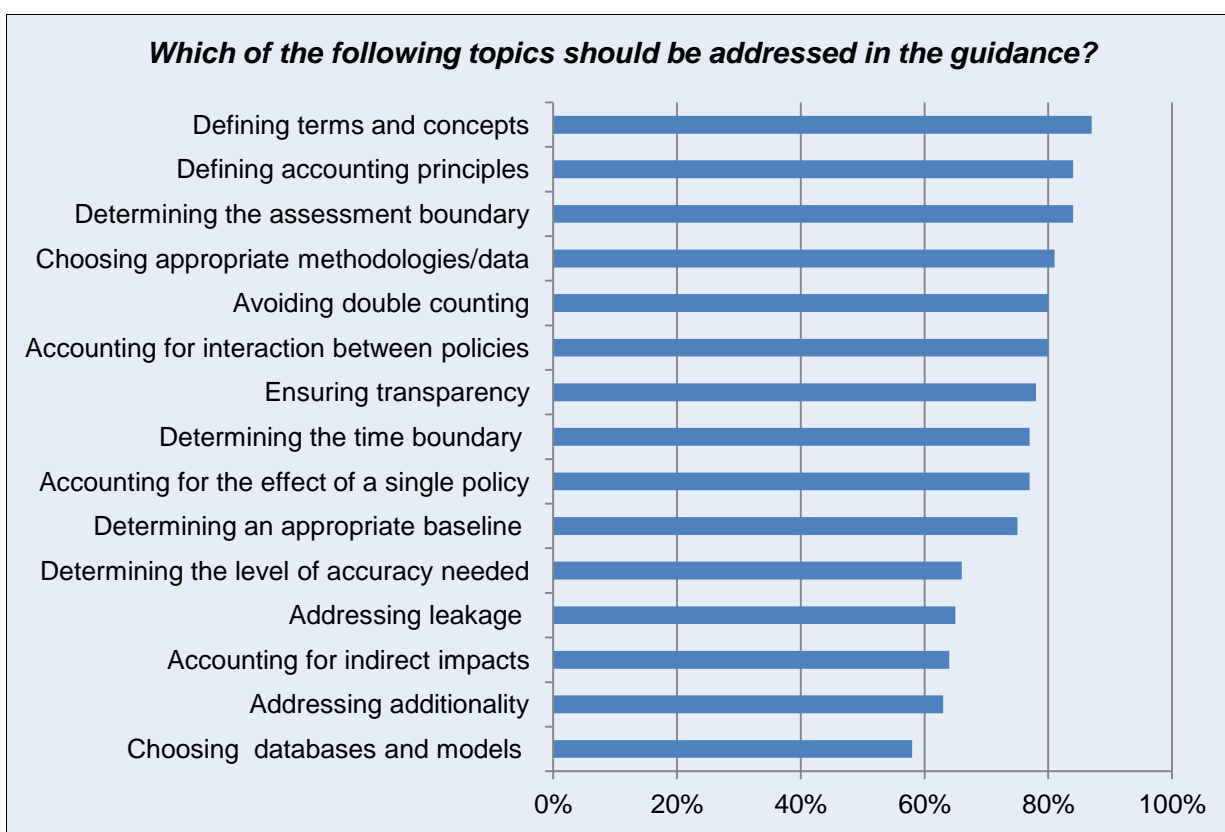 Which of the following topics should be addressed in the guidance?
Defining terms and concepts
Defining accounting principles
Determining the assessment boundary
Choosing appropriate methodologies/data
Avoiding double counting
Accounting for interaction between policies
Ensuring transparency
Determining the time boundary
Accounting for the effect of a single policy
Determining an appropriate baseline
Determining the level of accuracy needed
Addressing leakage
Accounting for indirect impacts
Addressing additionality
Choosing  databases and models
0% 20% 40% 60% 80% 100%